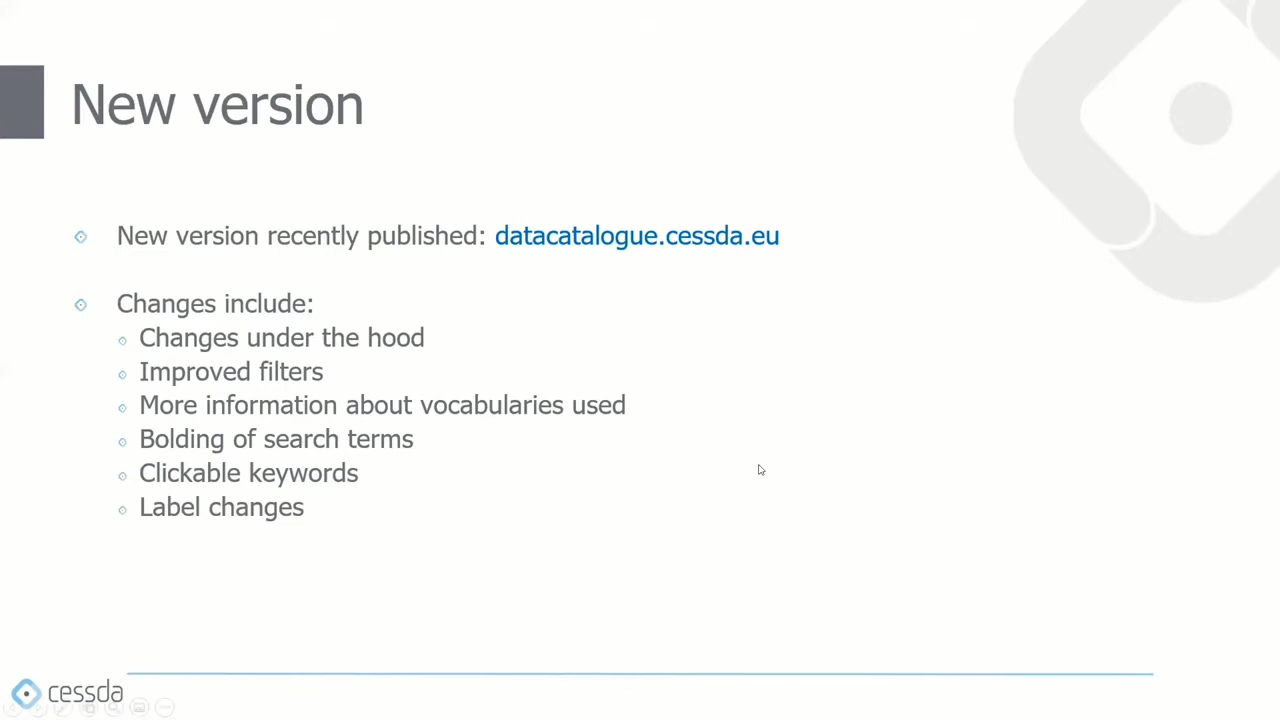 New version
New version recently published: datacatalogue.cessda.eu
Changes include:
Changes under the hood
Improved filters
More information about vocabularies used
Bolding of search terms
Clickable keywords
Label changes
cessda